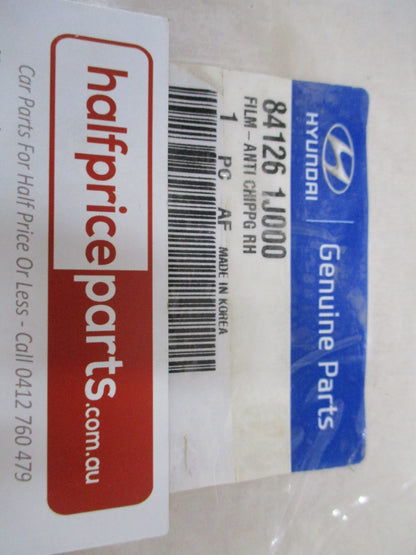 HYUNDAI
Genuine Parts
84126 1J000
FILM - ANTI CHIPPG RH
1 PC AF MADE IN KOREA
halfpriceparts.com.au
Car Parts For Half Price Or Less - Call 0412 760 479